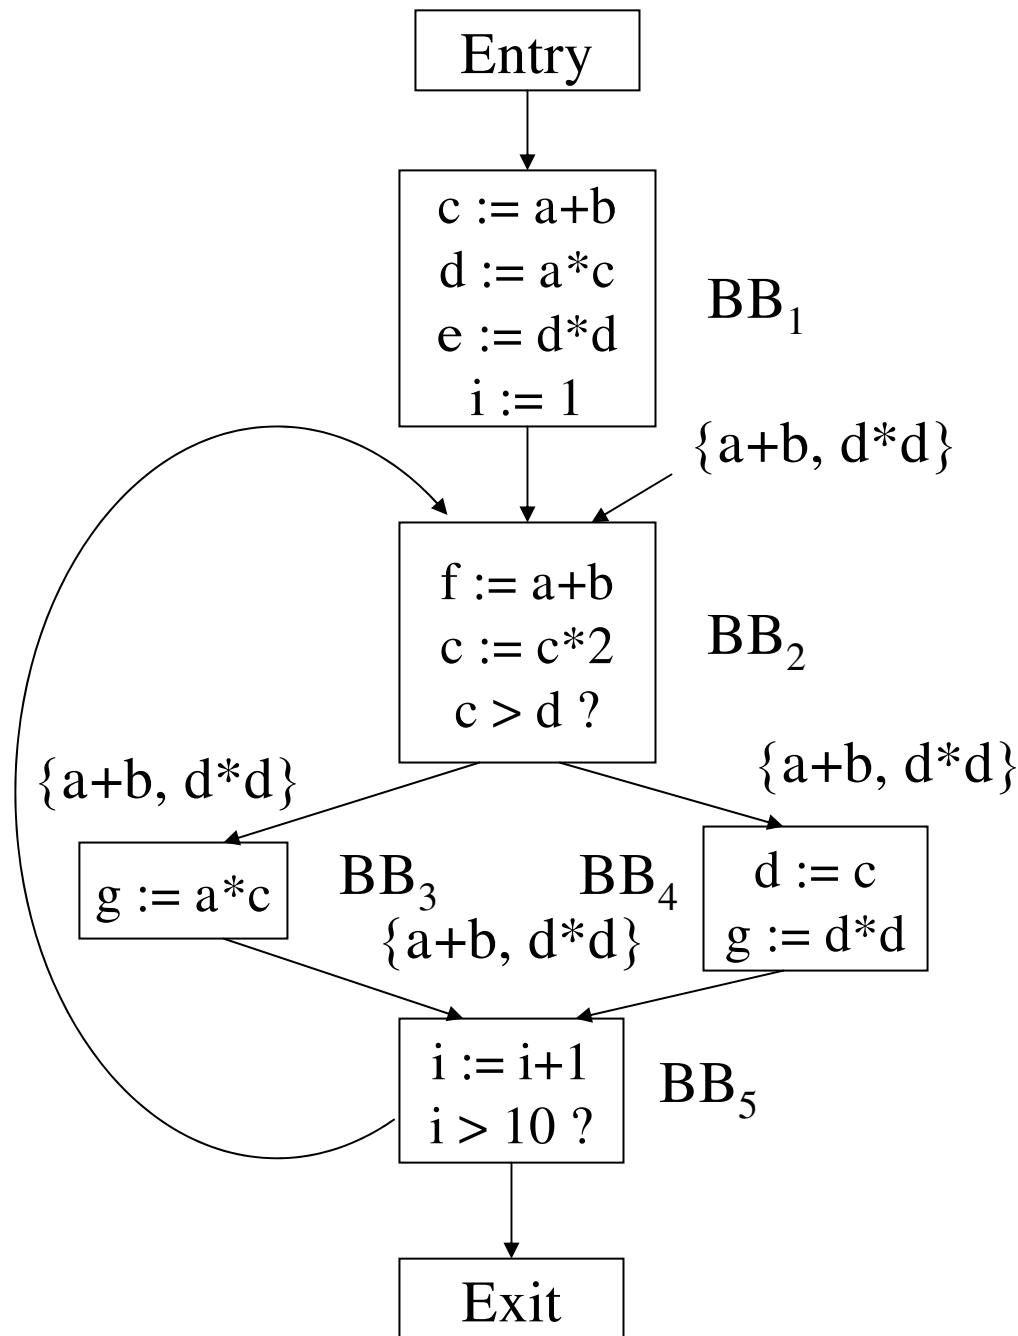 Entry
c := a+b
d := a*c
e := d*d
i := 1
BB₁
{a+b, d*d}
f := a+b
c := c*2
c > d ?
BB₂
{a+b, d*d}
{a+b, d*d}
g := a*c
BB₃
BB₄
d := c
g := d*d
{a+b, d*d}
i := i+1
i > 10 ?
BB₅
Exit